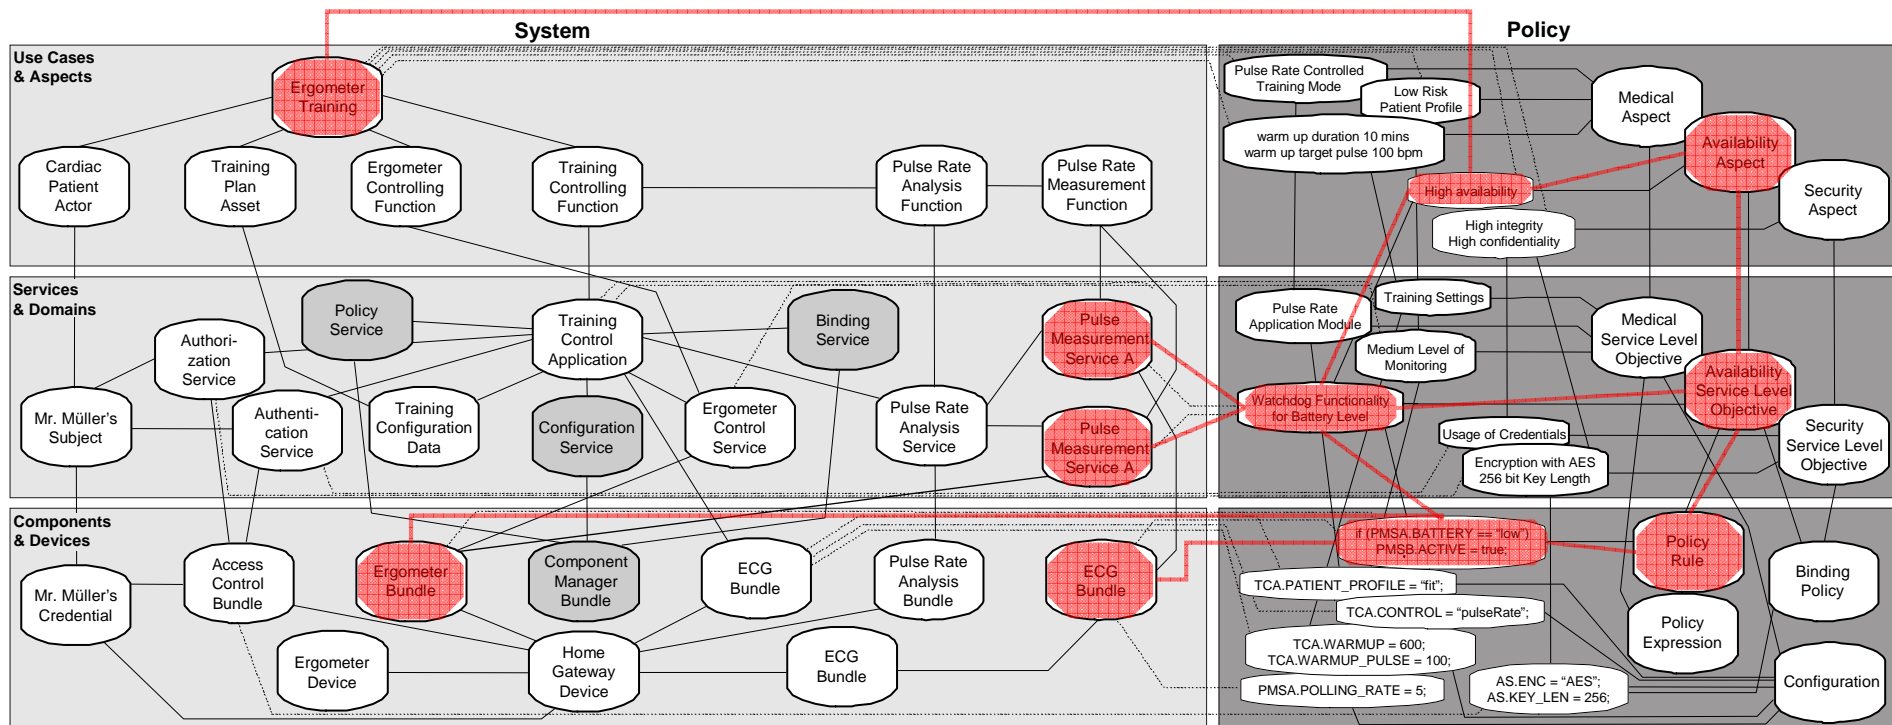 System
Policy
Use Cases
& Aspects
Ergometer
Training
Cardiac
Patient
Actor
Training
Plan
Asset
Ergometer
Controlling
Function
Training
Controlling
Function
Pulse Rate
Analysis
Function
Pulse Rate
Measurement
Function
Pulse Rate Controlled
Training Mode
Low Risk
Patient Profile
warm up duration 10 mins
warm up target pulse 100 bpm
High availability
High integrity
High confidentiality
Medical
Aspect
Availability
Aspect
Security
Aspect
Services
& Domains
Authori-
zation
Service
Policy
Service
Training
Control
Application
Binding
Service
Pulse
Measurement
Service A
Mr. Müller's
Subject
Authenti-
cation
Service
Training
Configuration
Data
Configuration
Service
Ergometer
Control
Service
Pulse Rate
Analysis
Service
Pulse
Measurement
Service A
Pulse Rate
Application Module
Training Settings
Medium Level of
Monitoring
Watchdog Functionality
for Battery Level
Usage of Credentials
Encryption with AES
256 bit Key Length
Medical
Service Level
Objective
Availability
Service Level
Objective
Security
Service Level
Objective
Components
& Devices
Mr. Müller's
Credential
Access
Control
Bundle
Ergometer
Bundle
Component
Manager
Bundle
ECG
Bundle
Pulse Rate
Analysis
Bundle
ECG
Bundle
Ergometer
Device
Home
Gateway
Device
ECG
Bundle
if (PMSA.BATTERY == "low")
PMSB.ACTIVE = true;
TCA.PATIENT_PROFILE = "fit";
TCA.CONTROL = "pulseRate";
TCA.WARMUP = 600;
TCA.WARMUP_PULSE = 100;
PMSA.POLLING_RATE = 5;
AS.ENC = "AES";
AS.KEY_LEN = 256;
Policy
Rule
Policy
Expression
Binding
Policy
Configuration